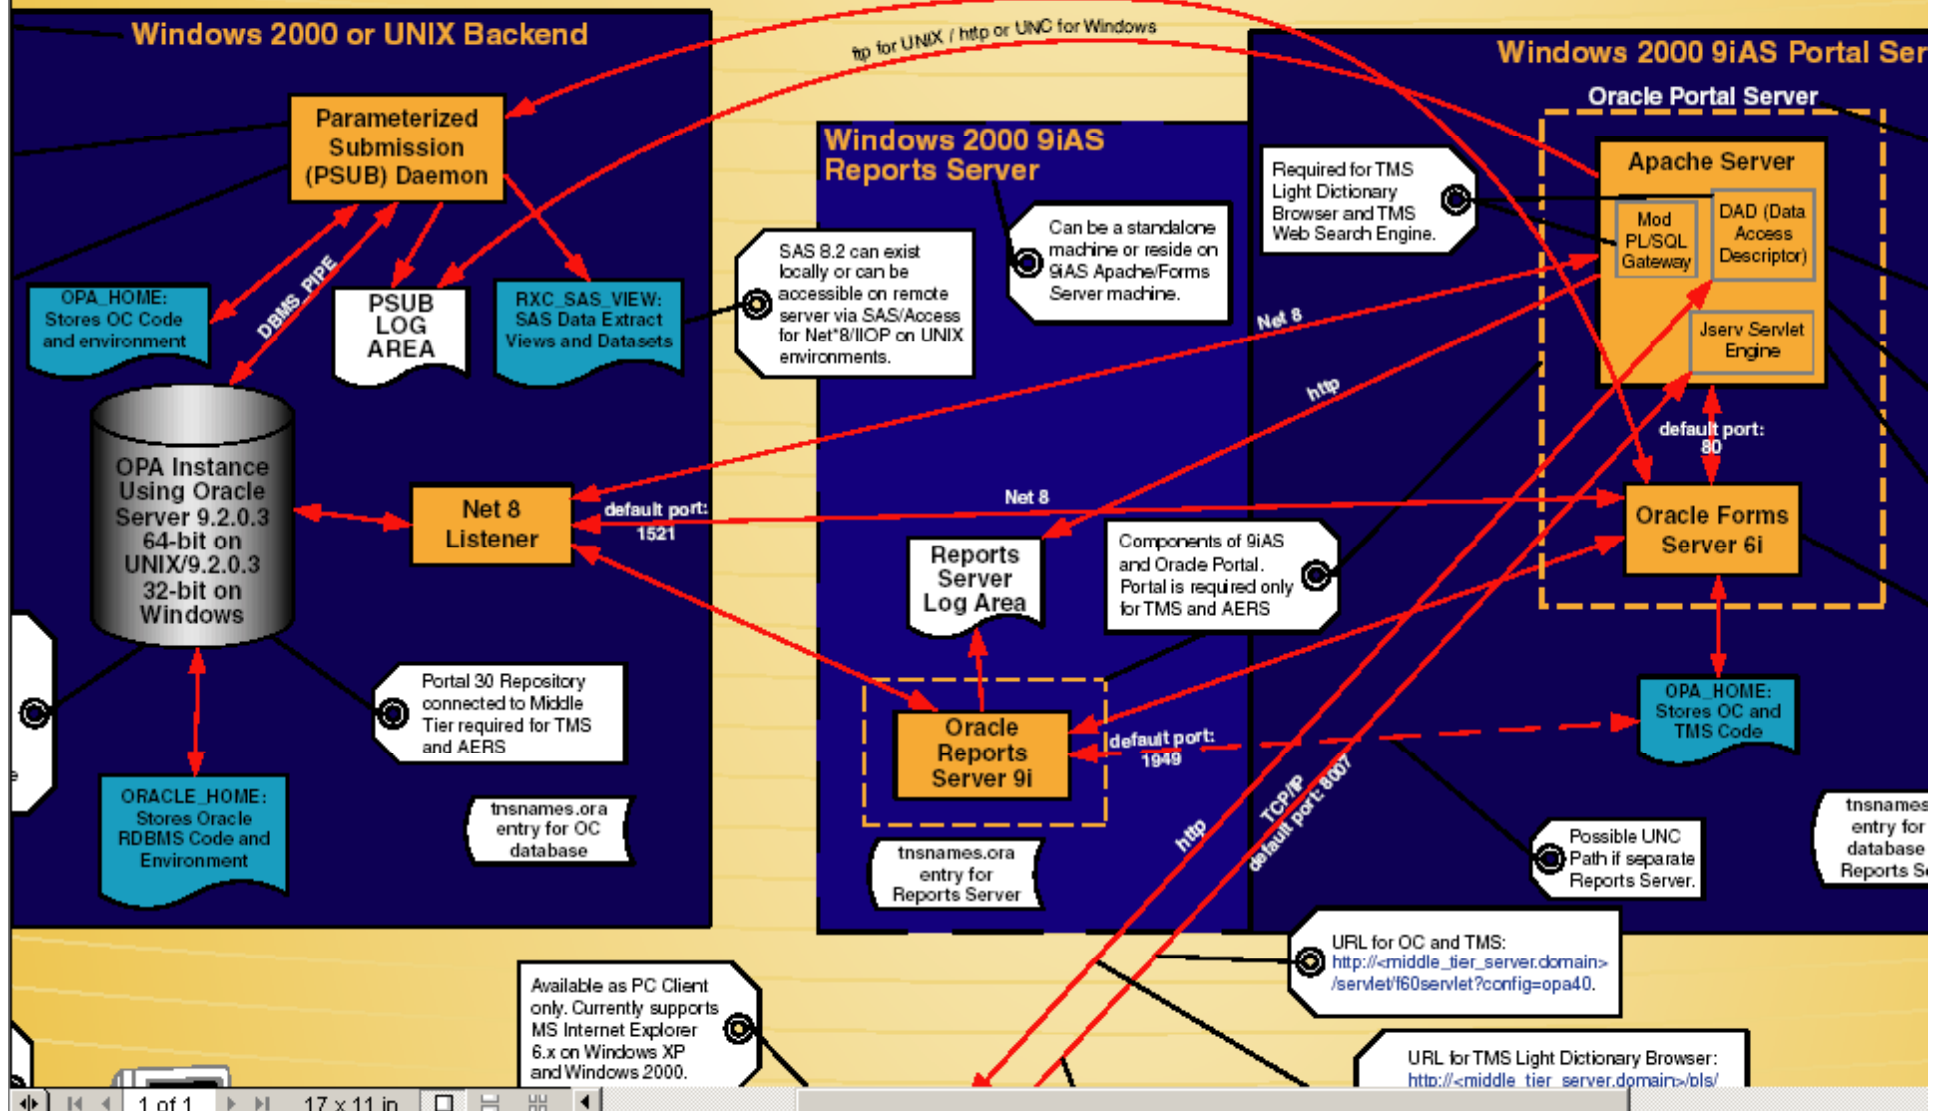 Windows 2000 or UNIX Backend
Parameterized
Submission
(PSUB) Daemon
OPA_HOME:
Stores OC Code
and environment
DBMS_PIPE
PSUB
LOG
AREA
RXC_SAS_VIEW:
SAS Data Extract
Views and Datasets
OPA Instance
Using Oracle
Server 9.2.0.3
64-bit on
UNIX/9.2.0.3
32-bit on
Windows
Net 8
Listener
default port:
1521
Portal 30 Repository
connected to Middle
Tier required for TMS
and AERS
ORACLE_HOME:
Stores Oracle
RDBMS Code and
Environment
tnsnames.ora
entry for OC
database
ftp for UNIX / http or UNC for Windows
SAS 8.2 can exist
locally or can be
accessible on remote
server via SAS/Access
for Net*8/IIOP on UNIX
environments.
Windows 2000 9iAS
Reports Server
Can be a standalone
machine or reside on
9iAS Apache/Forms
Server machine.
Net 8
http
Net 8
Reports
Server
Log Area
Components of 9iAS
and Oracle Portal.
Portal is required only
for TMS and AERS
Oracle
Reports
Server 9i
default port:
1949
tnsnames.ora
entry for
Reports Server
http
TCP/IP
default port: 8007
Windows 2000 9iAS Portal Ser
Oracle Portal Server
Required for TMS
Light Dictionary
Browser and TMS
Web Search Engine.
Apache Server
Mod
PL/SQL
Gateway
DAD (Data
Access
Descriptor)
Jserv Servlet
Engine
default port:
80
Oracle Forms
Server 6i
OPA_HOME:
Stores OC and
TMS Code
Possible UNC
Path if separate
Reports Server.
tnsnames
entry for
database
Reports Se
e
URL for OC and TMS:
http://<middle_tier_server.domain>
/servlet/f60servlet?config=opa40.
Available as PC Client
only. Currently supports
MS Internet Explorer
6.x on Windows XP
and Windows 2000.
URL for TMS Light Dictionary Browser:
http://<middle_tier_server.domain>/pls/
1 of 1
17 x 11 in